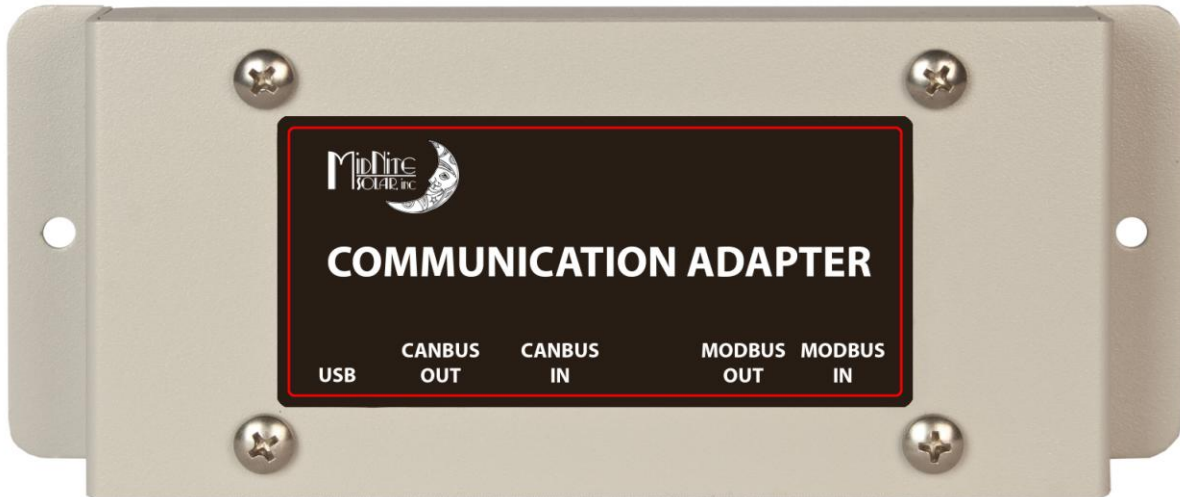 MIDNITE
SOLAR, inc
COMMUNICATION ADAPTER
USB
CANBUS OUT
CANBUS IN
MODBUS OUT
MODBUS IN